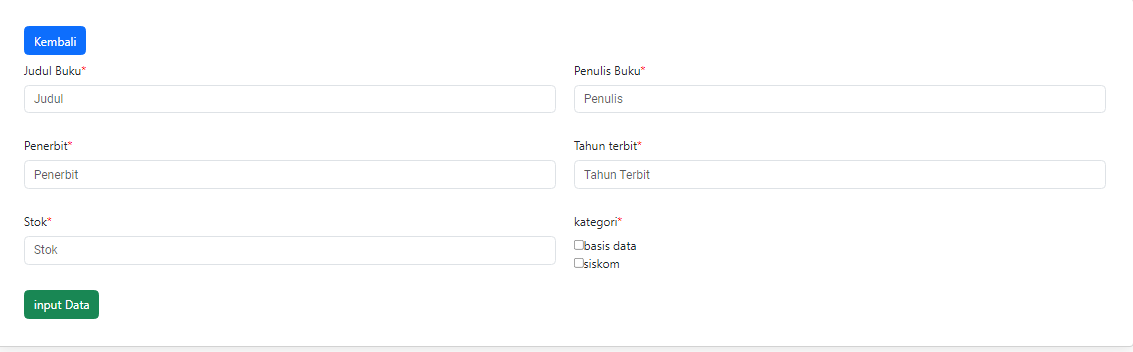 Kembali
Judul Buku*
Penulis Buku*
Judul
Penulis
Penerbit*
Tahun terbit*
Penerbit
Tahun Terbit
Stok*
kategori*
Stok
basis data
siskom
input Data